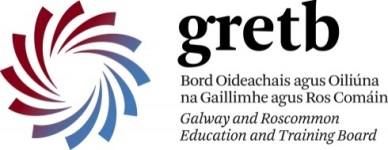 gretb
Bord Oideachais agus Oiliúna
na Gaillimhe agus Ros Comáin
Galway and Roscommon
Education and Training Board